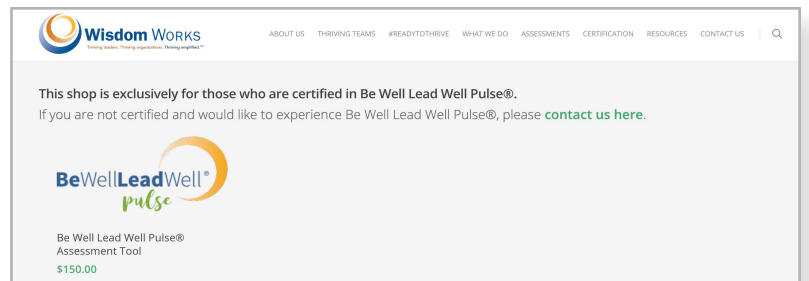 Wisdom Works
Thriving leaders. Thriving organizations. Thriving amplified.™
ABOUT US THRIVING TEAMS #READYTOTHRIVE WHAT WE DO ASSESSMENTS CERTIFICATION RESOURCES CONTACT US
This shop is exclusively for those who are certified in Be Well Lead Well Pulse®.
If you are not certified and would like to experience Be Well Lead Well Pulse®, please contact us here.
BeWellLeadWell®
pulse
Be Well Lead Well Pulse®
Assessment Tool
$150.00